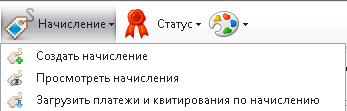 Начисление Статус
Создать начисление
Просмотреть начисления
Загрузить платежи и квитирования по начислению